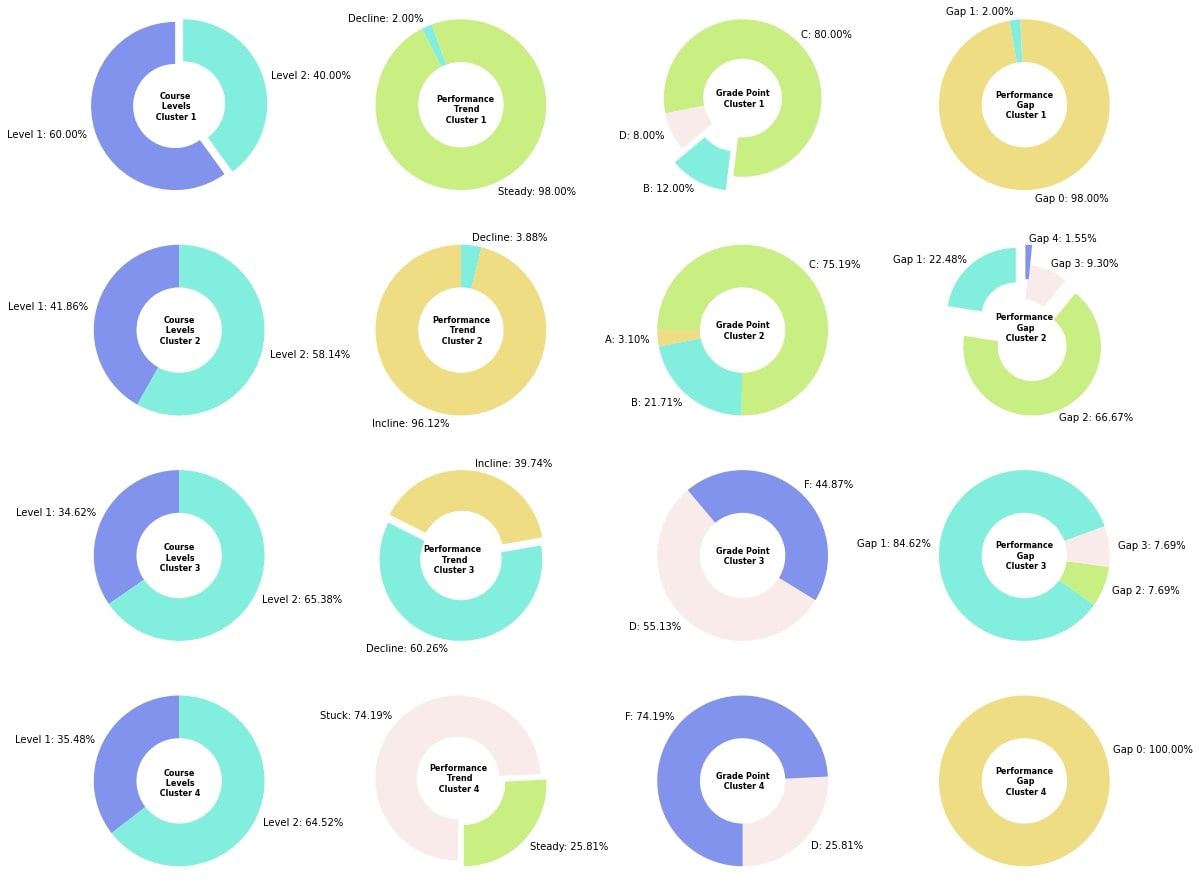 Level 2: 40.00%
Level 1: 60.00%
Course
Levels
Cluster 1
Decline: 2.00%
Steady: 98.00%
Performance
Trend
Cluster 1
C: 80.00%
D: 8.00%
B: 12.00%
Grade Point
Cluster 1
Gap 1: 2.00%
Gap 0: 98.00%
Performance
Gap
Cluster 1
Level 1: 41.86%
Level 2: 58.14%
Course
Levels
Cluster 2
Decline: 3.88%
Incline: 96.12%
Performance
Trend
Cluster 2
C: 75.19%
A: 3.10%
B: 21.71%
Grade Point
Cluster 2
Gap 4: 1.55%
Gap 1: 22.48%
Gap 3: 9.30%
Gap 2: 66.67%
Performance
Gap
Cluster 2
Level 1: 34.62%
Level 2: 65.38%
Course
Levels
Cluster 3
Incline: 39.74%
Decline: 60.26%
Performance
Trend
Cluster 3
F: 44.87%
D: 55.13%
Grade Point
Cluster 3
Gap 1: 84.62%
Gap 3: 7.69%
Gap 2: 7.69%
Performance
Gap
Cluster 3
Level 1: 35.48%
Level 2: 64.52%
Course
Levels
Cluster 4
Stuck: 74.19%
Steady: 25.81%
Performance
Trend
Cluster 4
F: 74.19%
D: 25.81%
Grade Point
Cluster 4
Gap 0: 100.00%
Performance
Gap
Cluster 4